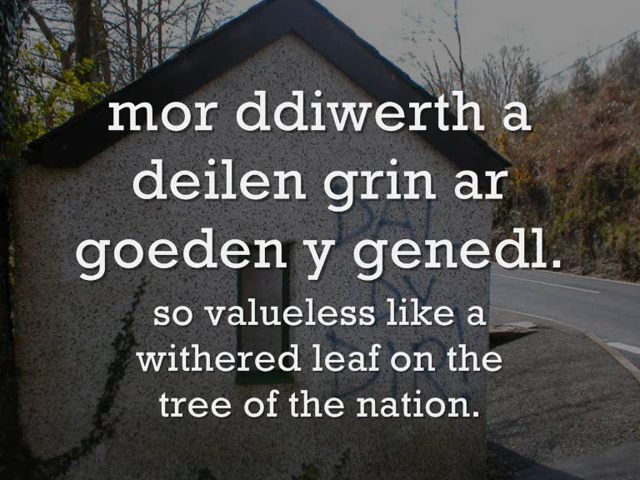 mor ddiwerth a
deilen grin ar
goeden y genedl.
so valueless like a
withered leaf on the
tree of the nation.